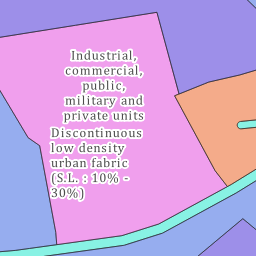 Industrial,
commercial,
public,
military and
private units
Discontinuous
low density
urban fabric
(S.L. : 10% -
30%)